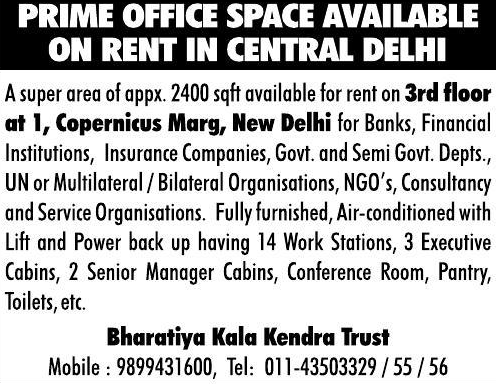 PRIME OFFICE SPACE AVAILABLE
ON RENT IN CENTRAL DELHI
A super area of appx. 2400 sqft available for rent on 3rd floor
at 1, Copernicus Marg, New Delhi for Banks, Financial
Institutions, Insurance Companies, Govt. and Semi Govt. Depts.,
UN or Multilateral / Bilateral Organisations, NGO's, Consultancy
and Service Organisations. Fully furnished, Air-conditioned with
Lift and Power back up having 14 Work Stations, 3 Executive
Cabins, 2 Senior Manager Cabins, Conference Room, Pantry,
Toilets, etc.
Bharatiya Kala Kendra Trust
Mobile : 9899431600, Tel: 011-43503329 / 55 / 56